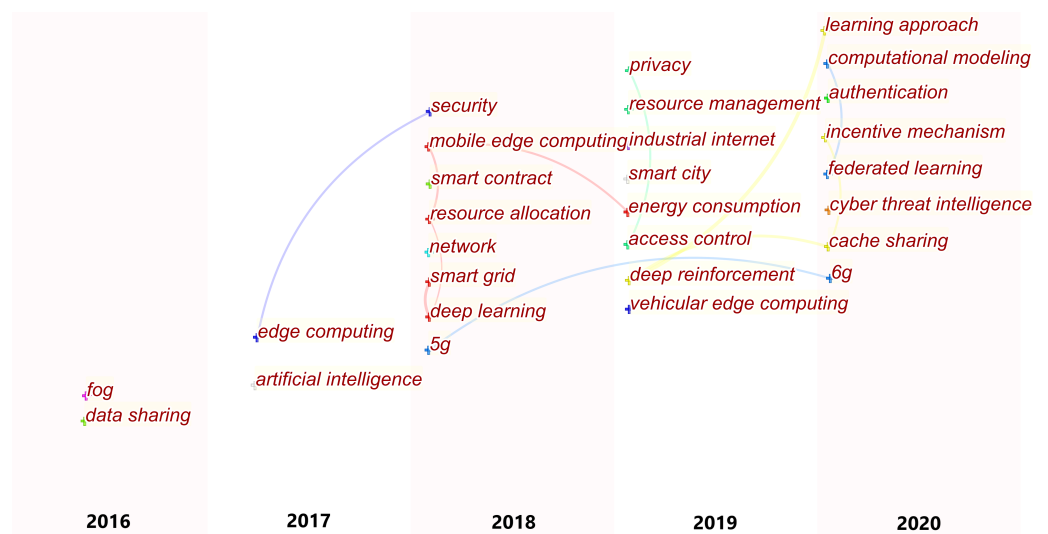 fog
data sharing
edge computing
artificial intelligence
security
mobile edge computing
smart contract
resource allocation
network
smart grid
deep learning
5g
privacy
resource management
industrial internet
smart city
energy consumption
access control
deep reinforcement
vehicular edge computing
learning approach
computational modeling
authentication
incentive mechanism
federated learning
cyber threat intelligence
cache sharing
6g
2016
2017
2018
2019
2020